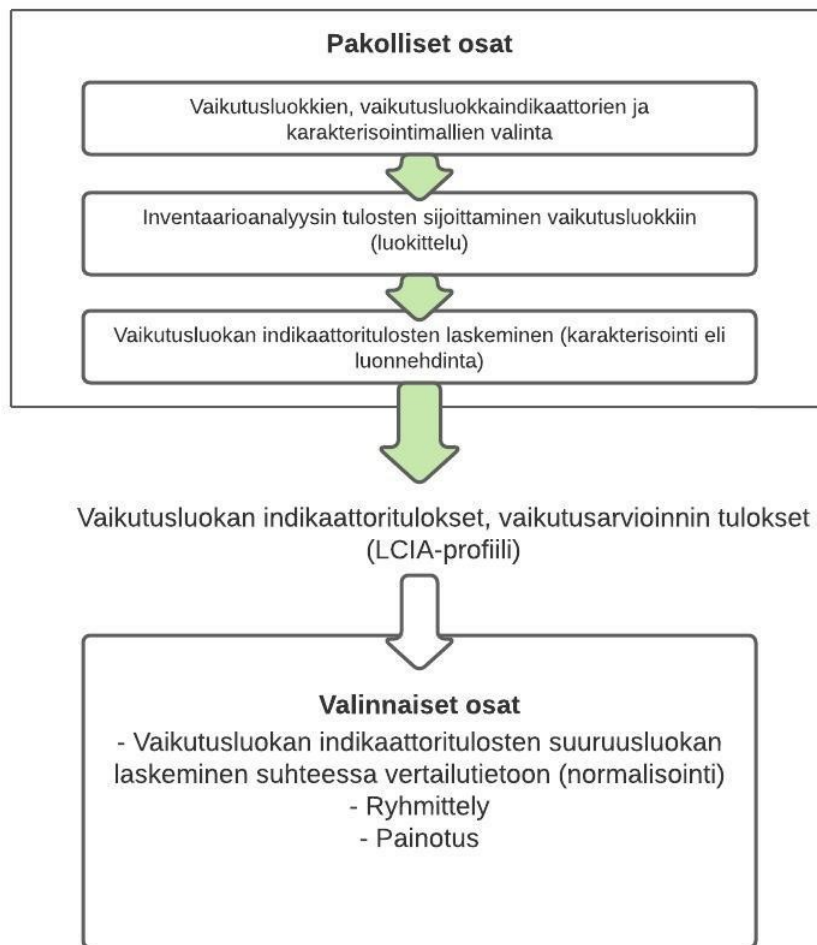 Pakolliset osat
Vaikutusluokkien, vaikutusluokkaindikaattorien ja
karakterisointimallien valinta
Inventaarioanalyysin tulosten sijoittaminen vaikutusluokkiin
(luokittelu)
Vaikutusluokan indikaattoritulosten laskeminen (karakterisointi eli
luonnehdinta)
Vaikutusluokan indikaattoritulokset, vaikutusarvioinnin tulokset
(LCIA-profiili)
Valinnaiset osat
- Vaikutusluokan indikaattoritulosten suuruusluokan
laskeminen suhteessa vertailutietoon (normalisointi)
- Ryhmittely
- Painotus